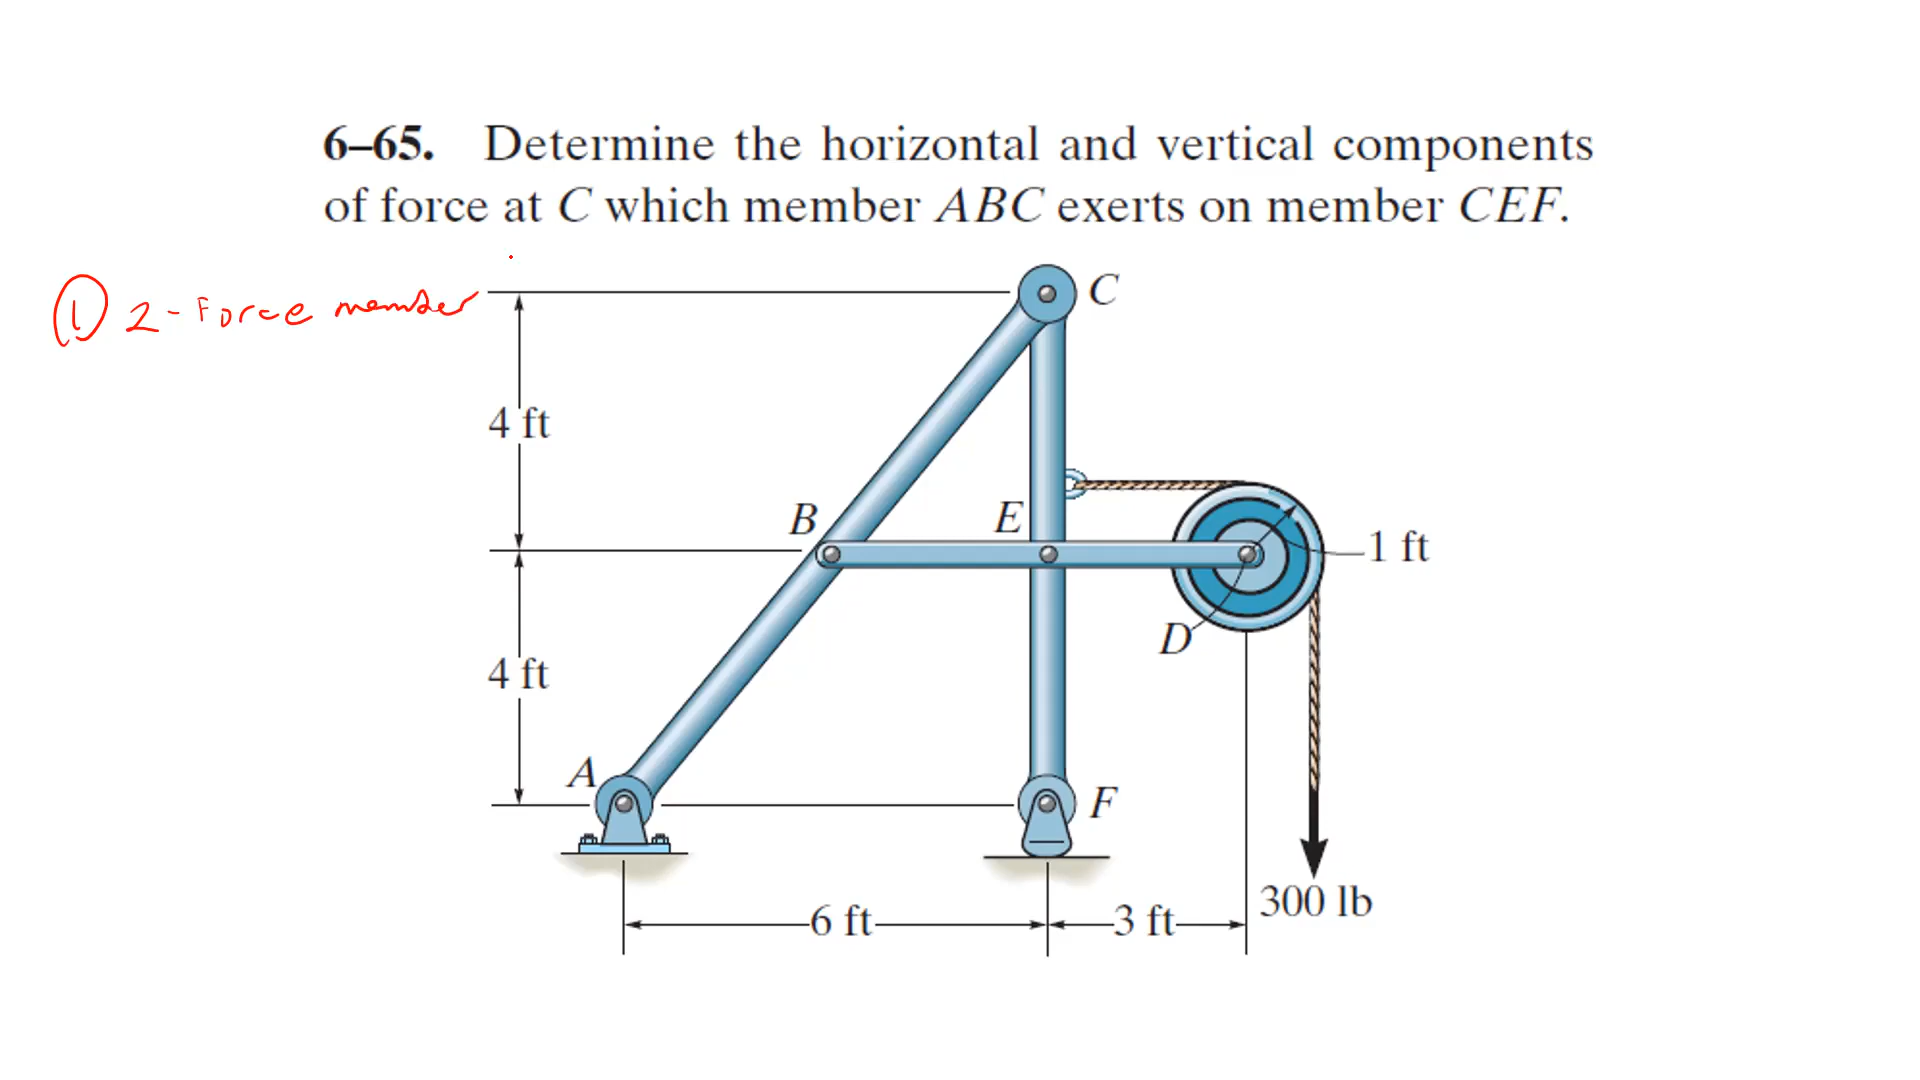 6–65. Determine the horizontal and vertical components
of force at C which member ABC exerts on member CEF.
① 2-Force member
C
4 ft
B
E
1 ft
D
4 ft
A
F
300 lb
6 ft
3 ft